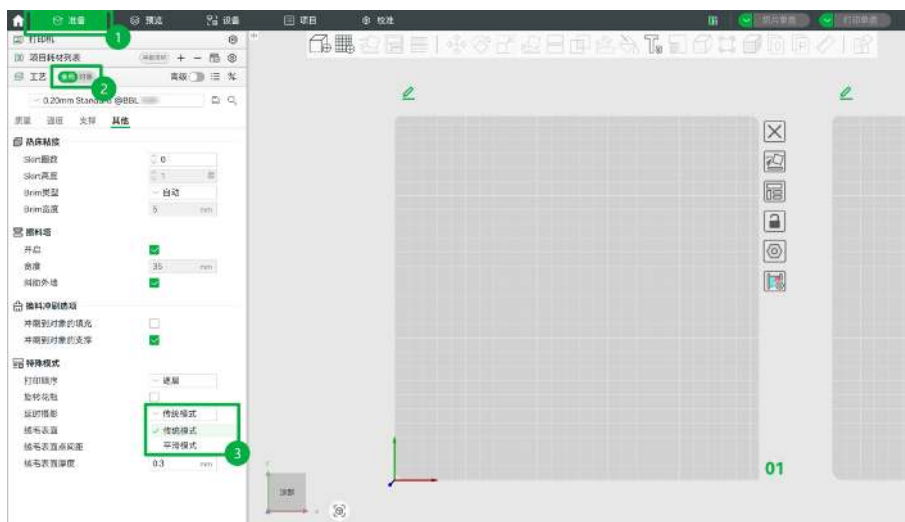 准备 预览 设备 项目 校准
1
打印机
项目耗材列表
2
工艺 全局 对象 高级
0.20mm Standard @BBL
质量 强度 支撑 其他
热床粘接
Skirt圈数 0
Skirt高度 1 层
Brim类型 自动
Brim宽度 5 mm
擦料塔
开启
宽度 35 mm
斜肋外墙
换料冲刷选项
冲刷到对象的填充
冲刷到对象的支撑
特殊模式
打印顺序 逐层
旋转花瓶
延时摄影 传统模式
绒毛表面 传统模式
绒毛表面点间距 平滑模式
3
绒毛表面厚度 0.3 mm
顶部
01